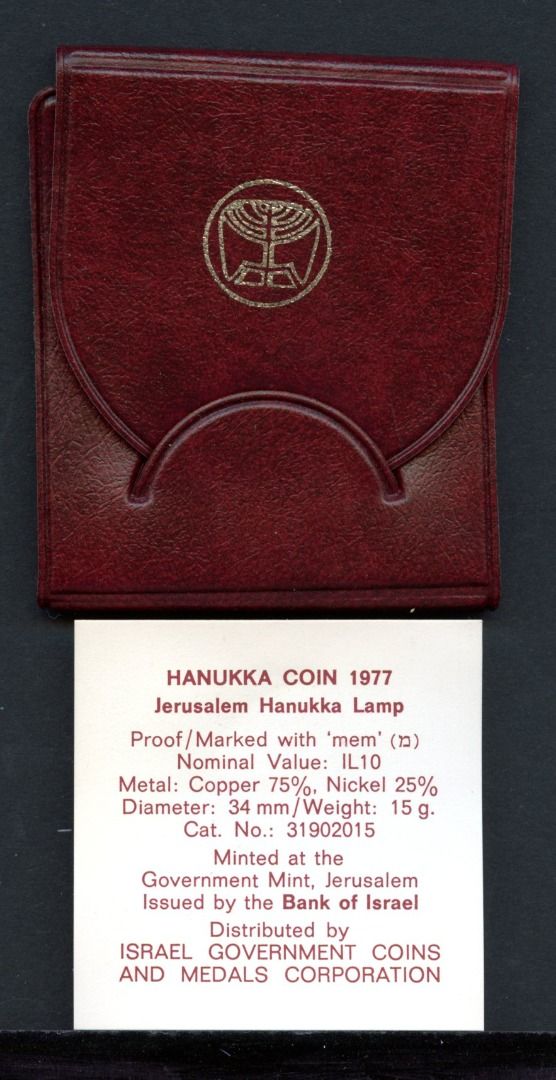 HANUKKA COIN 1977
Jerusalem Hanukka Lamp
Proof/Marked with ‘mem’ (מ)
Nominal Value: IL10
Metal: Copper 75%, Nickel 25%
Diameter: 34 mm/Weight: 15 g.
Cat. No.: 31902015
Minted at the
Government Mint, Jerusalem
Issued by the Bank of Israel
Distributed by
ISRAEL GOVERNMENT COINS
AND MEDALS CORPORATION